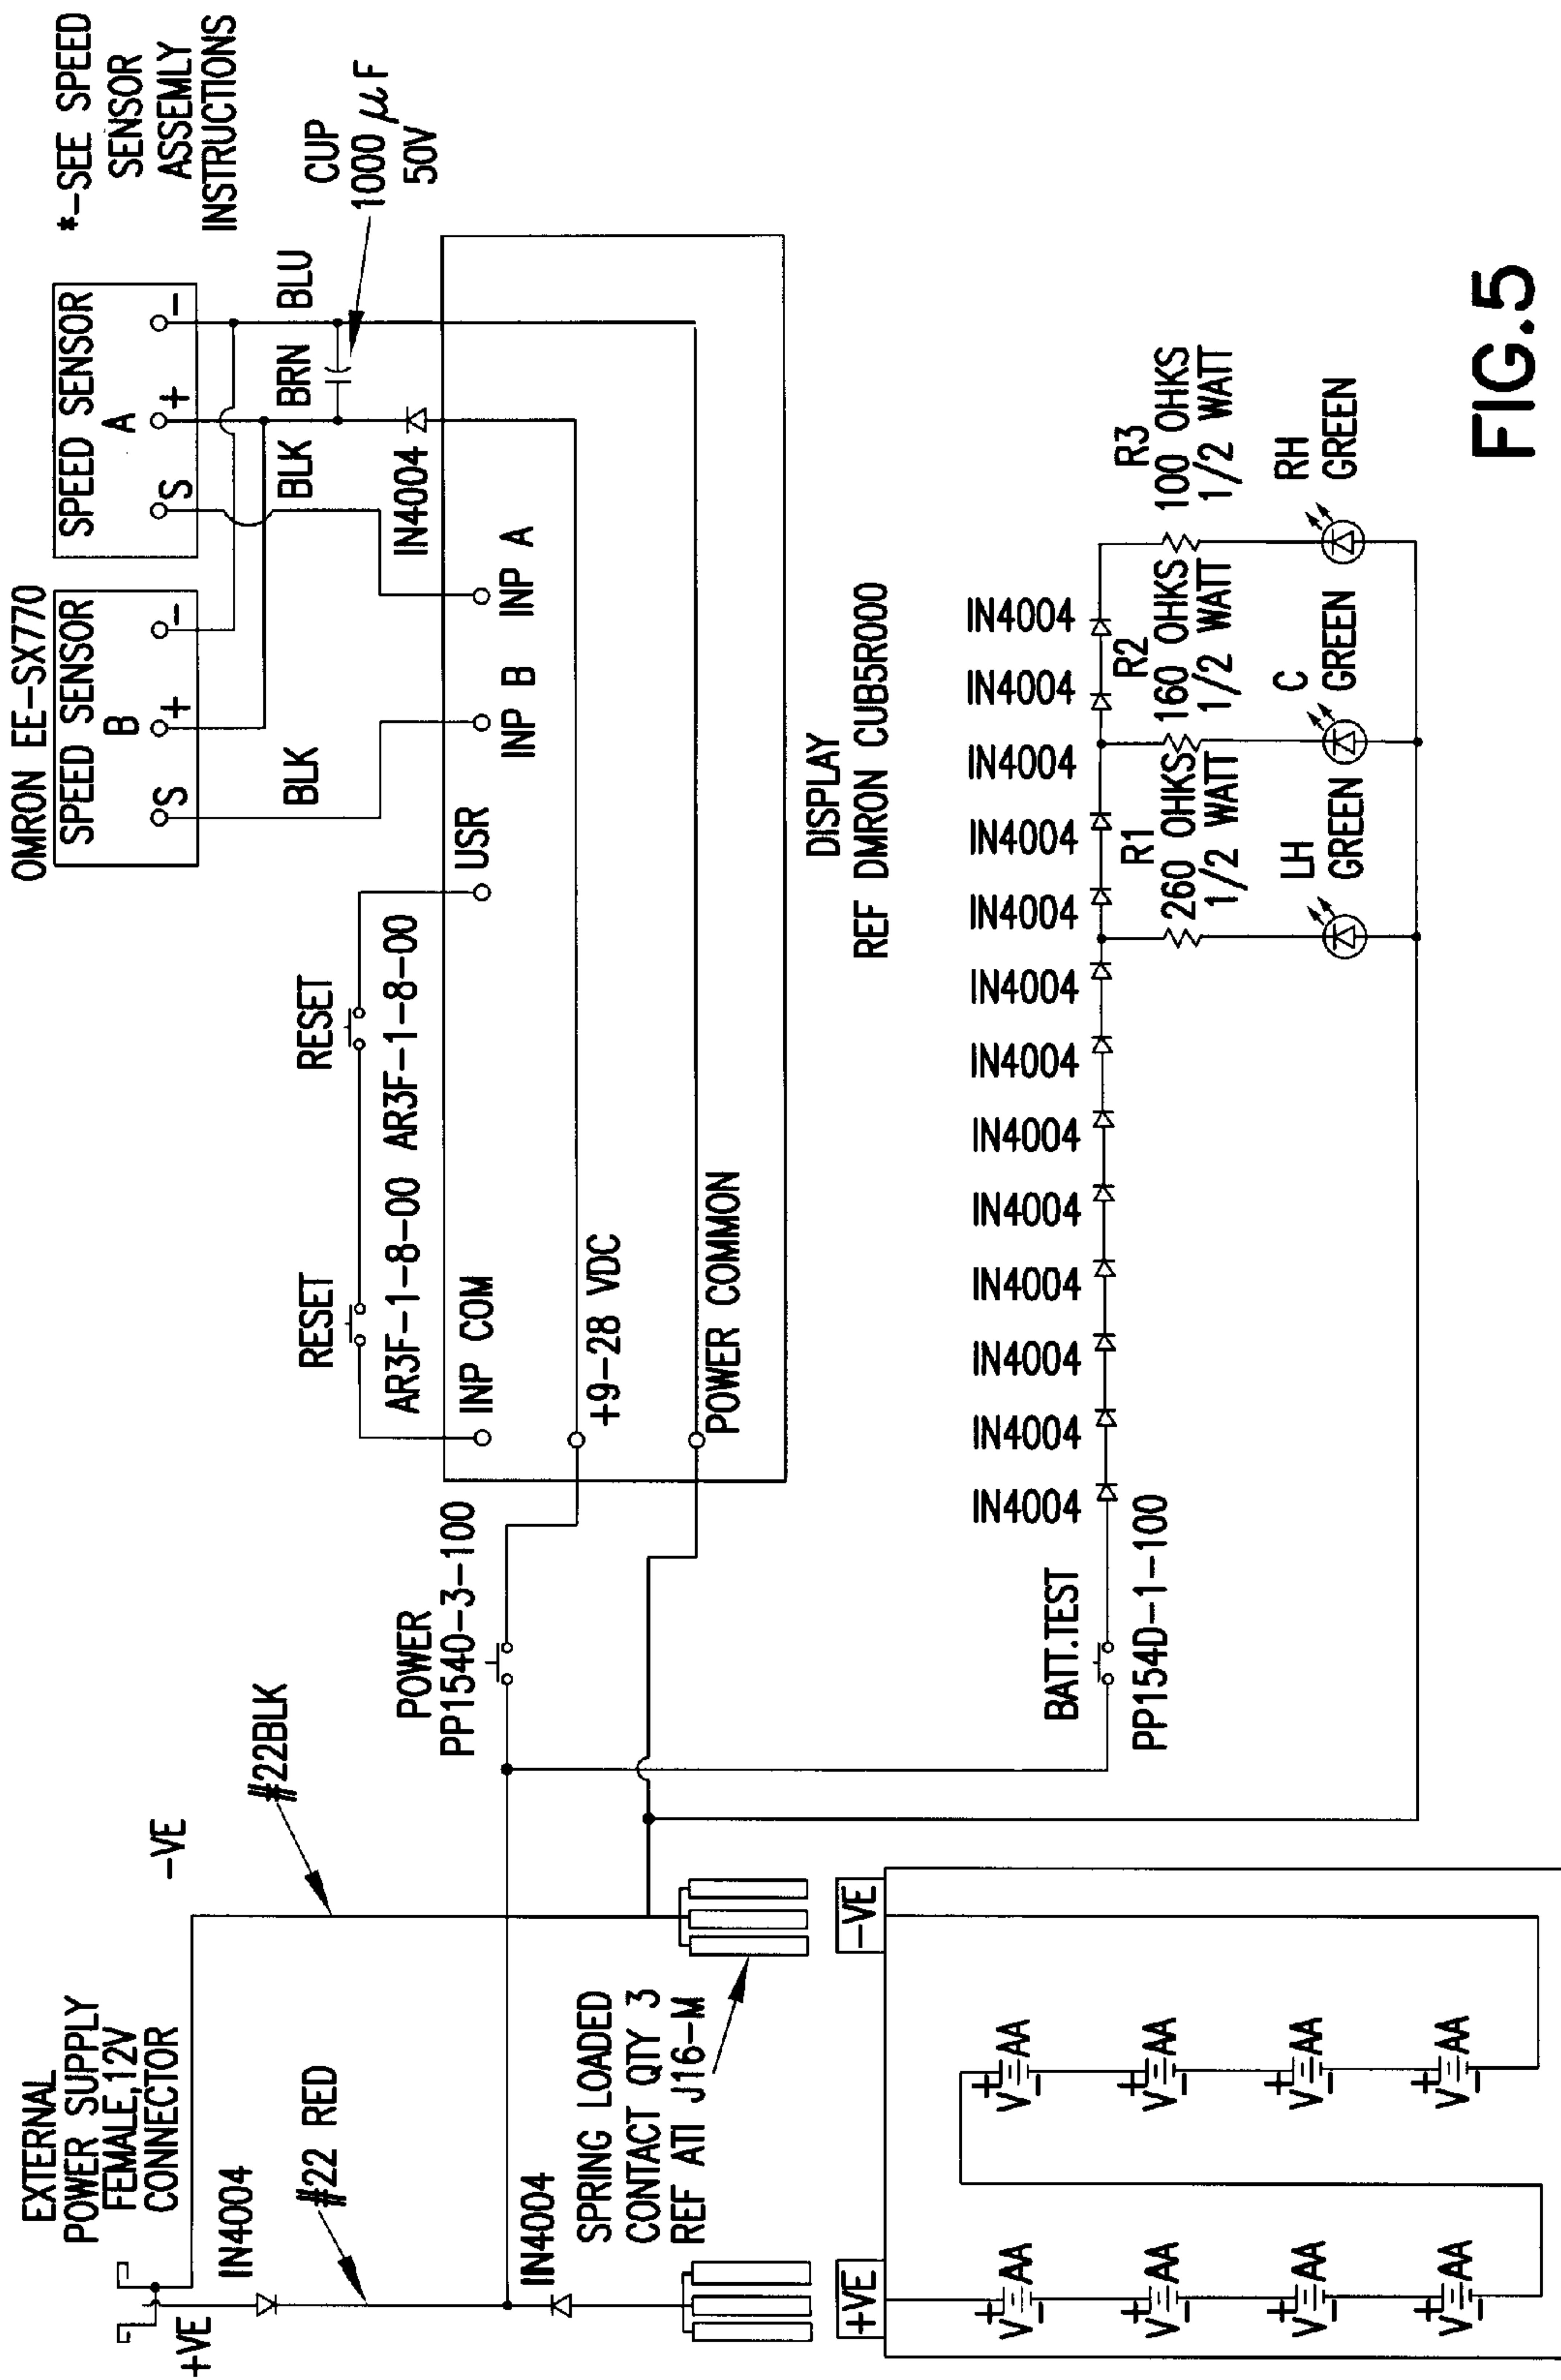 EXTERNAL
POWER SUPPLY
FEMALE,12V
CONNECTOR
+VE
-VE
IN4004
#22 RED
#22BLK
IN4004
SPRING LOADED
CONTACT QTY 3
REF ATI J16-M
+VE
-VE
+
V
-
AA
+
V
-
AA
+
V
-
AA
+
V
-
AA
+
V
-
AA
+
V
-
AA
+
V
-
AA
+
V
-
AA
POWER
PP1540-3-100
BATT.TEST
PP154D-1-100
RESET
RESET
AR3F-1-8-00 AR3F-1-8-00
INP COM
USR
INP B
INP A
+9-28 VDC
POWER COMMON
DISPLAY
REF DMRON CUB5R000
OMRON EE-SX770
SPEED SENSOR
B
S
+
-
SPEED SENSOR
A
S
+
-
BLK
BLK
BRN
BLU
IN4004
*-SEE SPEED
SENSOR
ASSEMLY
INSTRUCTIONS
CUP
1000 µF
50V
IN4004
IN4004
IN4004
IN4004
IN4004
IN4004
IN4004
IN4004
IN4004
IN4004
IN4004
IN4004
IN4004
R1
260 OHKS
1/2 WATT
R2
160 OHKS
1/2 WATT
R3
100 OHKS
1/2 WATT
LH
GREEN
C
GREEN
RH
GREEN
FIG.5